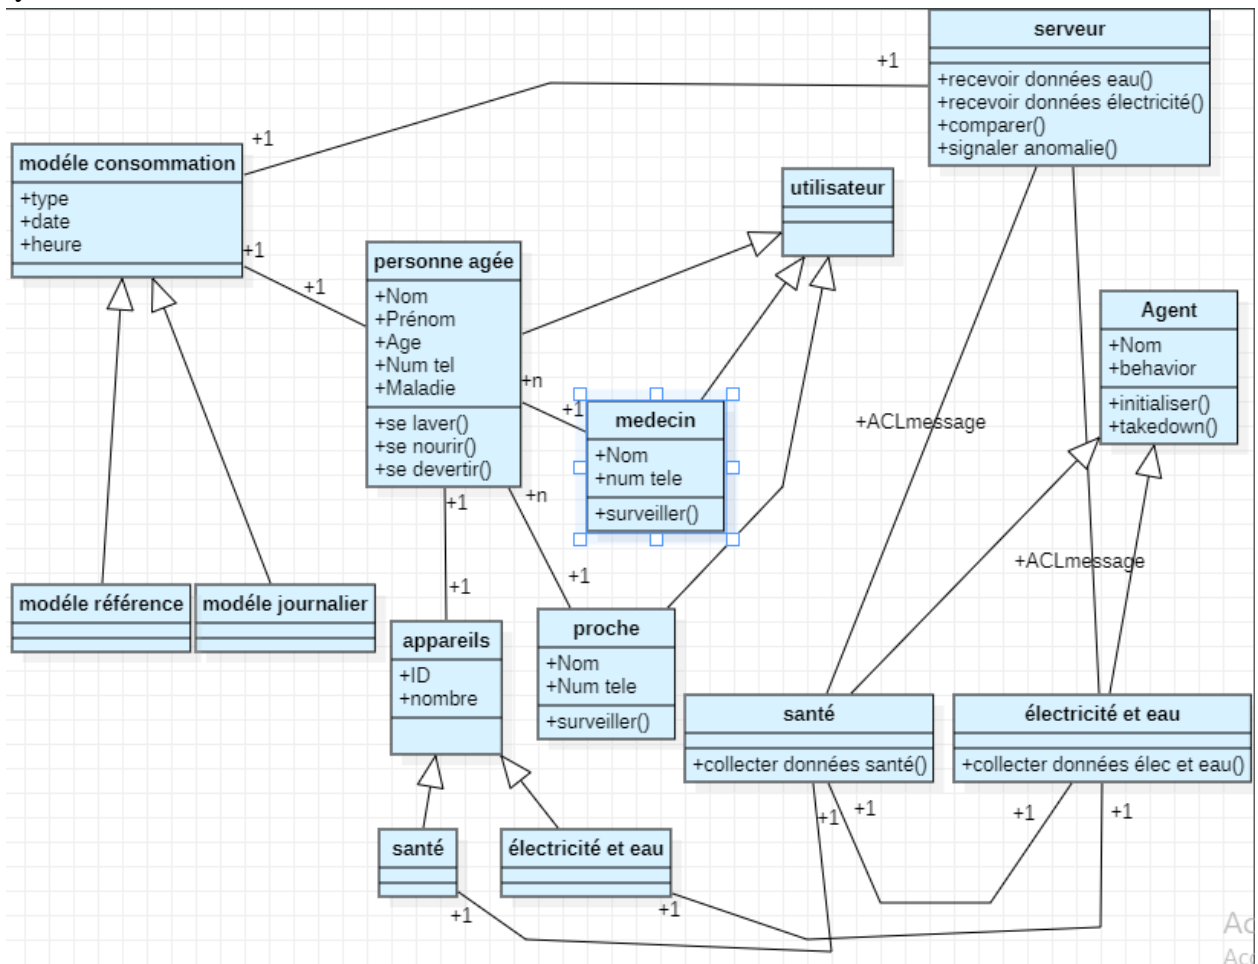 serveur
+recevoir données eau()
+recevoir données électricité()
+comparer()
+signaler anomalie()
+1
+1
modéle consommation
+type
+date
+heure
utilisateur
+1
+1
personne agée
+Nom
+Prénom
+Age
+Num tel
+Maladie
+se laver()
+se nourir()
+se devertir()
Agent
+Nom
+behavior
+initialiser()
+takedown()
+n
+1
medecin
+Nom
+num tele
+surveiller()
+ACLmessage
+1
+n
+ACLmessage
+1
+1
modéle référence
modéle journalier
appareils
+ID
+nombre
proche
+Nom
+Num tele
+surveiller()
santé
+collecter données santé()
électricité et eau
+collecter données élec et eau()
+1
+1
+1
+1
santé
électricité et eau
+1
+1
Ac
Acc